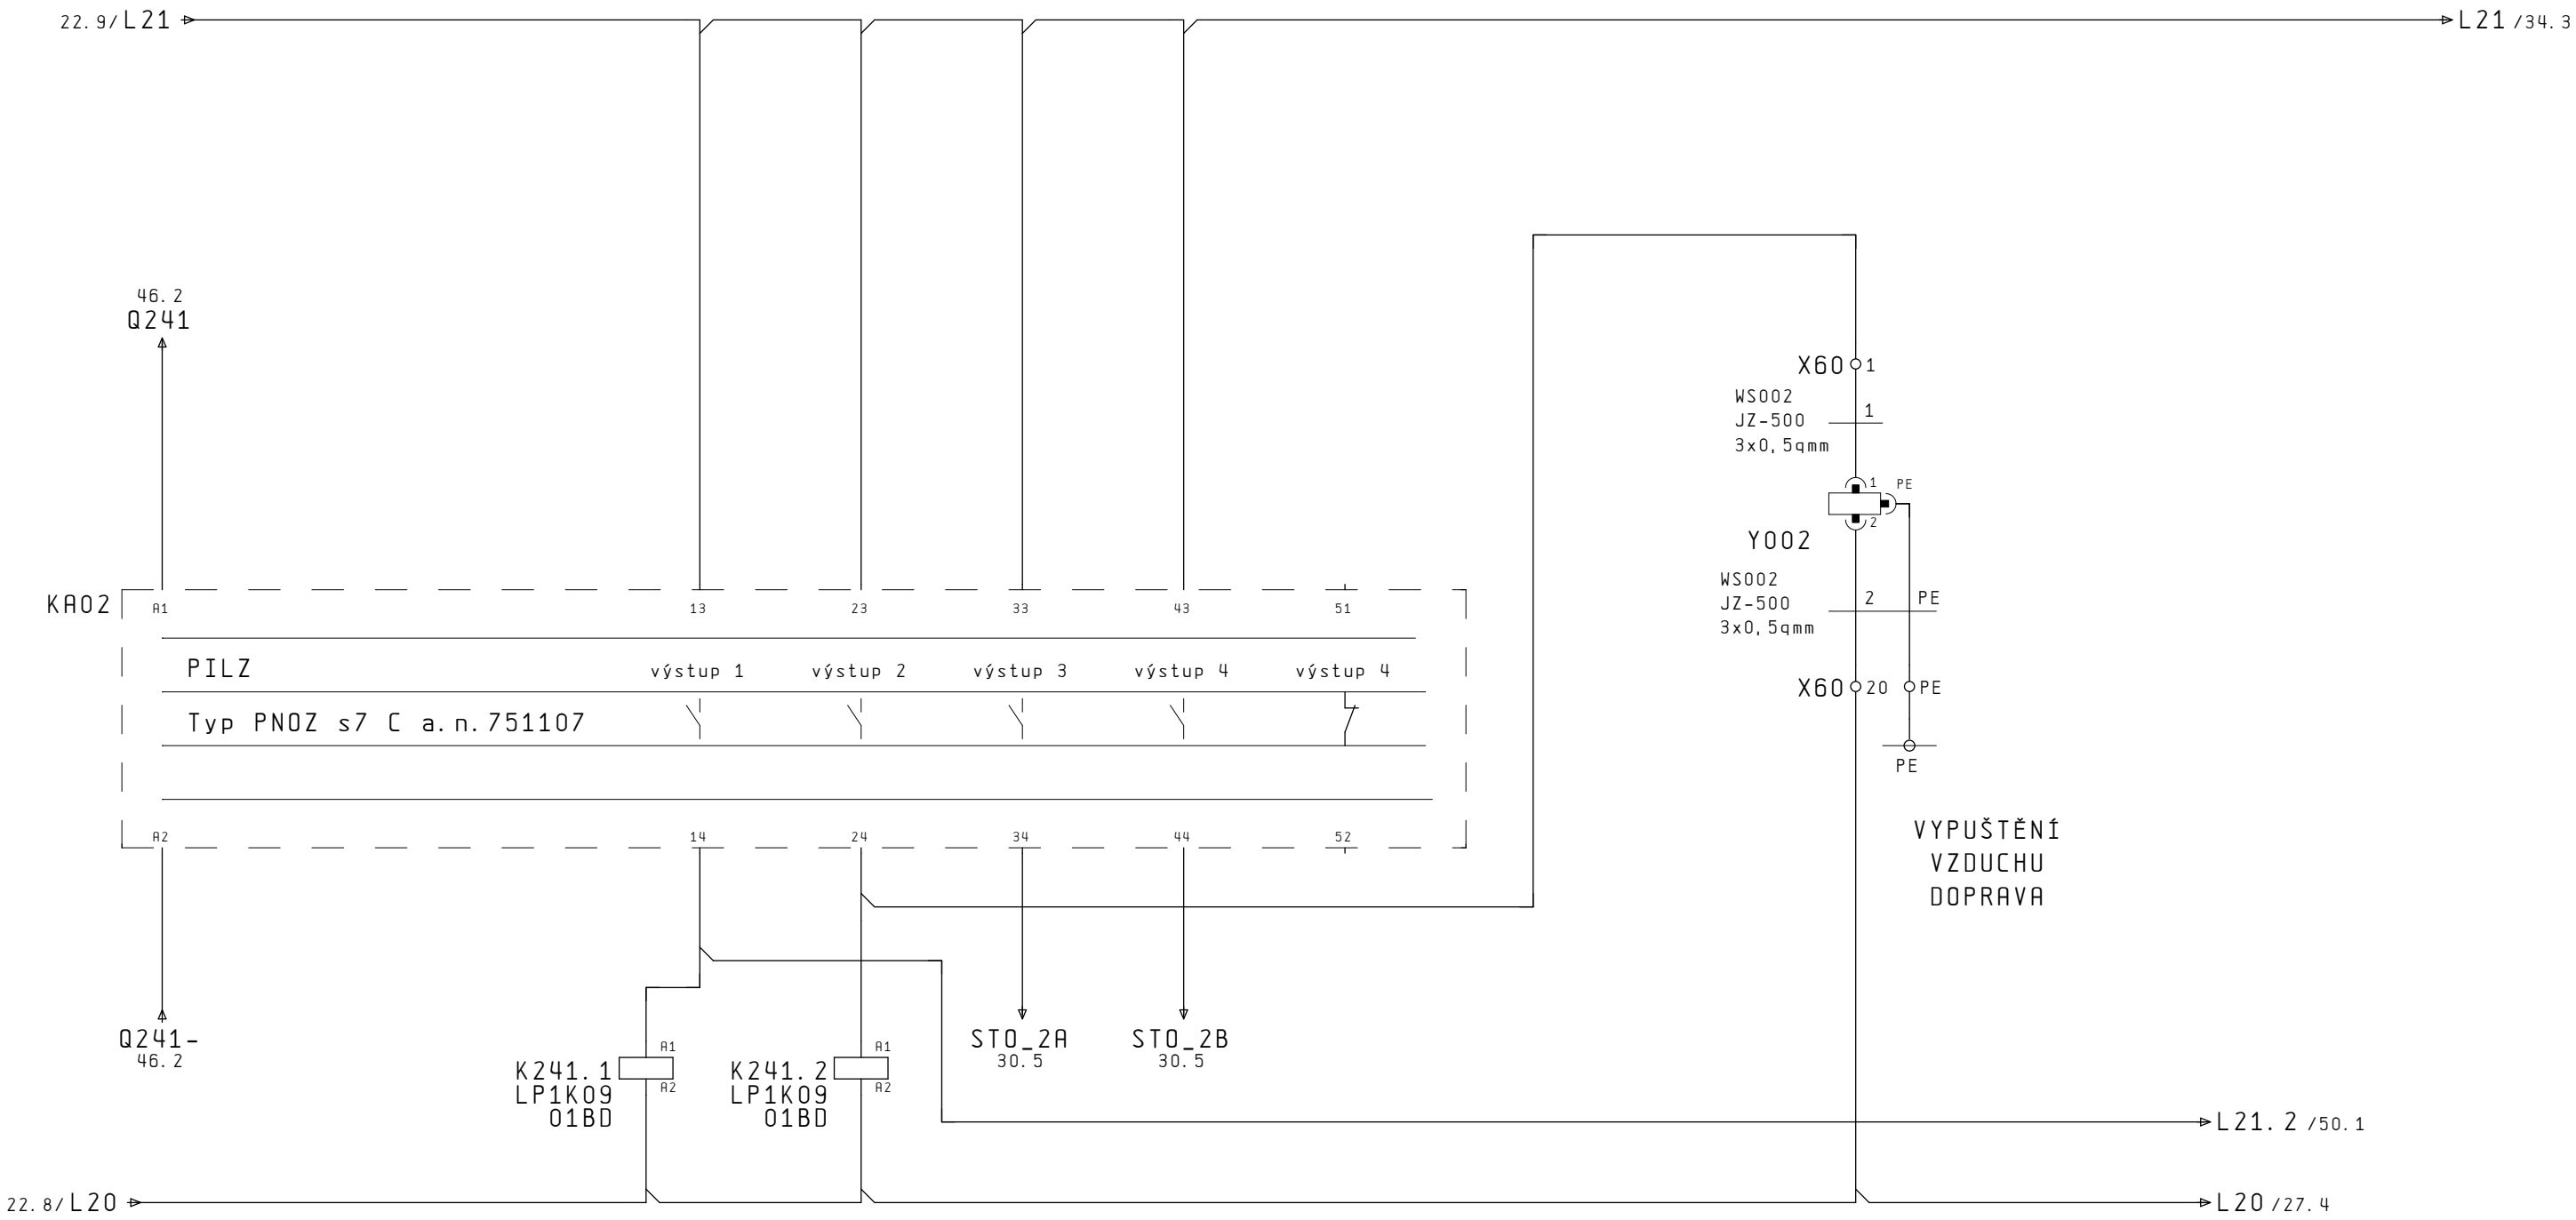 22.9/L21
L21/34.3
46.2
Q241
X60 1
WS002
JZ-500
3x0,5qmm
1
1
PE
2
Y002
WS002
JZ-500
3x0,5qmm
2
PE
X60 20 PE
PE
KA02
A1 13 23 33 43 51
PILZ výstup 1 výstup 2 výstup 3 výstup 4 výstup 4
Typ PNOZ s7 C a.n.751107
A2 14 24 34 44 52
VYPUŠTĚNÍ
VZDUCHU
DOPRAVA
Q241-
46.2
K241.1
LP1K09
01BD
A1
A2
K241.2
LP1K09
01BD
A1
A2
STO_2A
30.5
STO_2B
30.5
L21.2/50.1
22.8/L20
L20/27.4